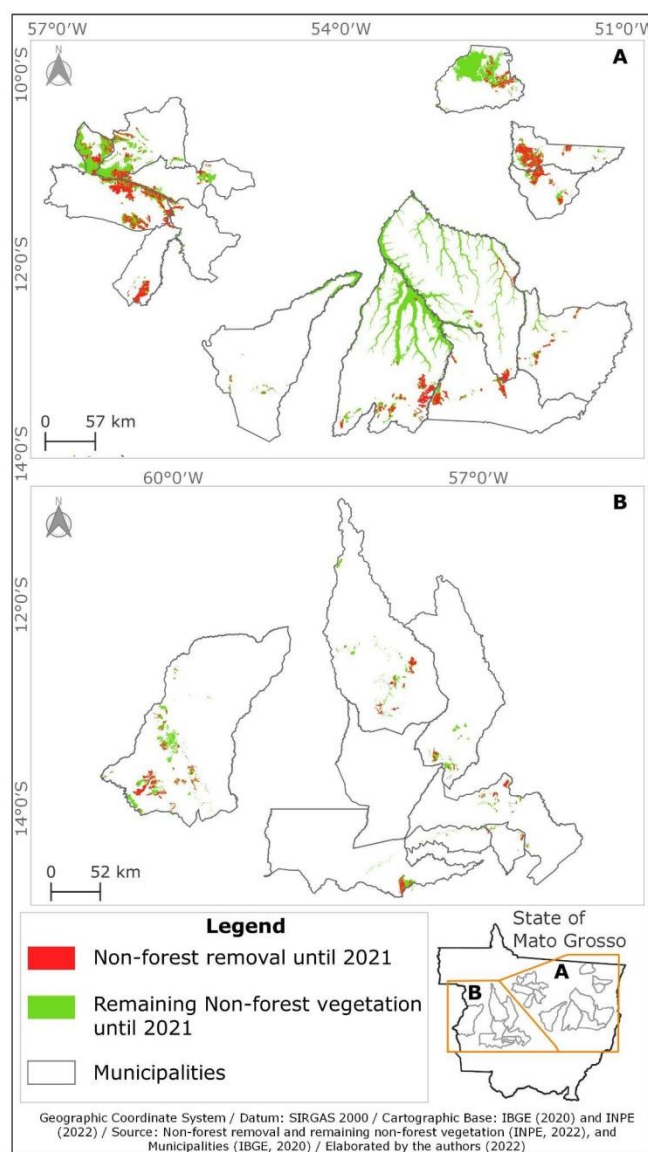 57°0'W 54°0'W 51°0'W
10°0'S
A
N
12°0'S
0 57 km
14°0'S
60°0'W 57°0'W
N
B
12°0'S
14°0'S
0 52 km
Legend
Non-forest removal until 2021
Remaining Non-forest vegetation
until 2021
Municipalities
State of
Mato Grosso
A
B
Geographic Coordinate System / Datum: SIRGAS 2000 / Cartographic Base: IBGE (2020) and INPE
(2022) / Source: Non-forest removal and remaining non-forest vegetation (INPE, 2022), and
Municipalities (IBGE, 2020) / Elaborated by the authors (2022)